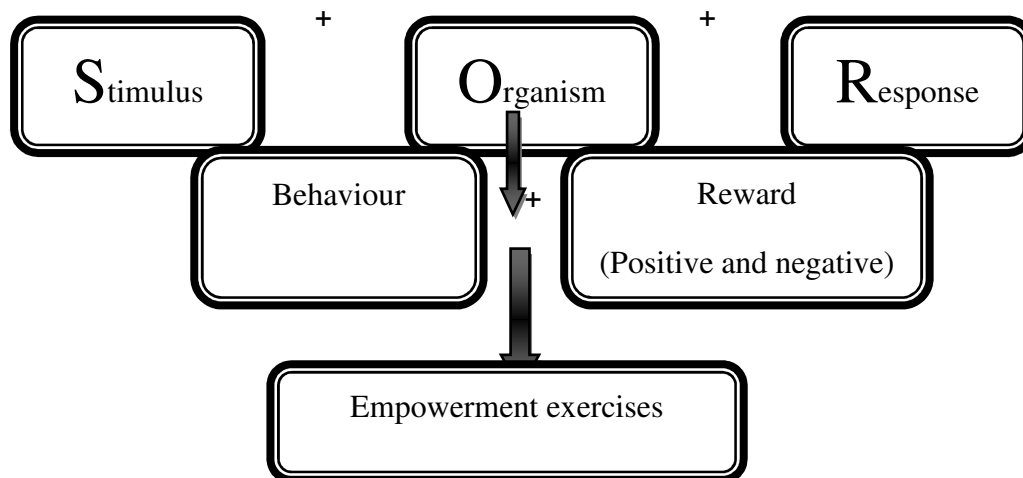 + +
Stimulus Organism Response
Behaviour + Reward
(Positive and negative)
Empowerment exercises